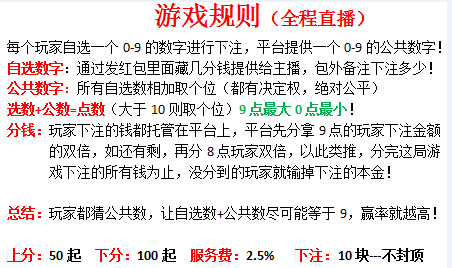 游戏规则（全程直播）
每个玩家自选一个 0-9 的数字进行下注，平台提供一个 0-9 的公共数字！
自选数字：通过发红包里面藏几分钱提供给主播，包外备注下注多少！
公共数字：所有自选数字相加取个位（都有决定权，绝对公平）
选数+公数=点数（大于 10 则取个位）9 点最大 0 点最小！
分钱：玩家下注的钱都托管在平台上，平台先分拿 9 点的玩家下注金额
的双倍，如还有剩，再分 8 点玩家双倍，以此类推，分完这局游
戏下注的所有钱为止，没分到的玩家就输掉下注的本金！
总结：玩家都猜公共数，让自选数+公共数尽可能等于 9，赢率就越高！
上分：50 起 下分：100 起 服务费：2.5% 下注：10 块---不封顶